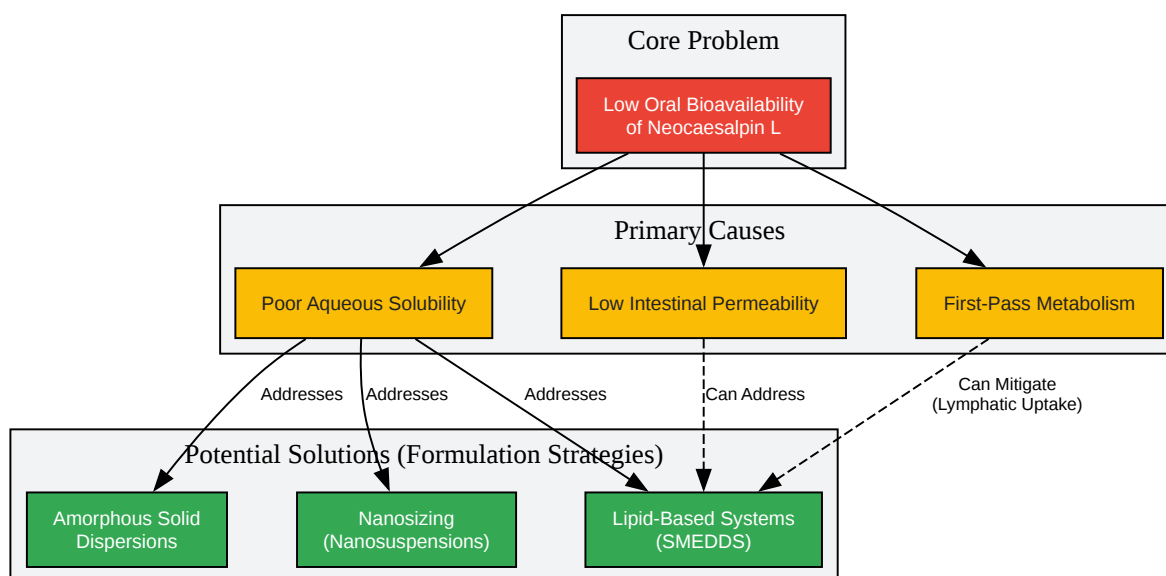 Core Problem
Low Oral Bioavailability
of Neocaesalpin L
Primary Causes
Poor Aqueous Solubility
Low Intestinal Permeability
First-Pass Metabolism
Addresses
Addresses
Addresses
Can Address
Can Mitigate
(Lymphatic Uptake)
Potential Solutions (Formulation Strategies)
Amorphous Solid
Dispersions
Nanosizing
(Nanosuspensions)
Lipid-Based Systems
(SMEDDS)